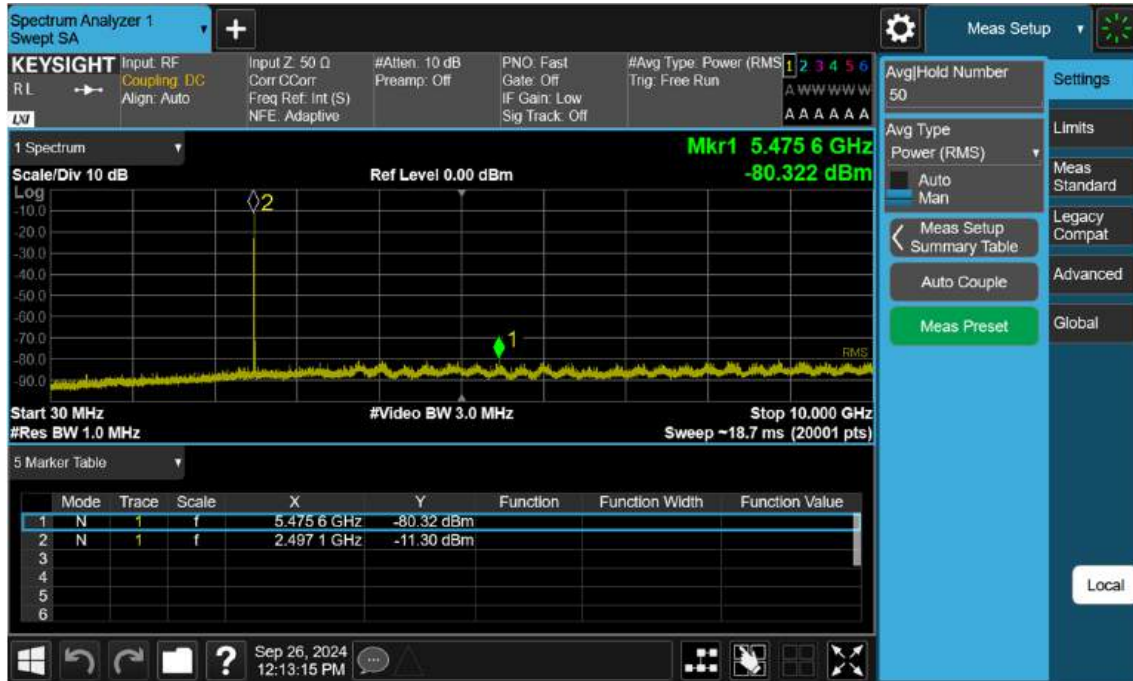 Spectrum Analyzer 1
Swept SA
Meas Setup
KEYSIGHT
RL
LXI
Input: RF
Coupling: DC
Align: Auto
Input Z: 50 Ω
Corr CCorr
Freq Ref: Int (S)
NFE: Adaptive
#Atten: 10 dB
Preamp: Off
PNO: Fast
Gate: Off
IF Gain: Low
Sig Track: Off
#Avg Type: Power (RMS
Trig: Free Run
1 2 3 4 5 6
A W W W W W
A A A A A A
1 Spectrum
Mkr1 5.475 6 GHz
Scale/Div 10 dB
Ref Level 0.00 dBm
-80.322 dBm
Log
2
-10.0
-20.0
-30.0
-40.0
-50.0
-60.0
1
-70.0
RMS
-80.0
-90.0
Start 30 MHz
#Video BW 3.0 MHz
Stop 10.000 GHz
#Res BW 1.0 MHz
Sweep ~18.7 ms (20001 pts)
5 Marker Table
Mode Trace Scale X Y Function Function Width Function Value
1 N 1 f 5.475 6 GHz -80.32 dBm
2 N 1 f 2.497 1 GHz -11.30 dBm
3
4
5
6
Avg|Hold Number
50
Avg Type
Power (RMS)
Auto
Man
Meas Setup
Summary Table
Auto Couple
Meas Preset
Settings
Limits
Meas
Standard
Legacy
Compat
Advanced
Global
Local
?
Sep 26, 2024
12:13:15 PM